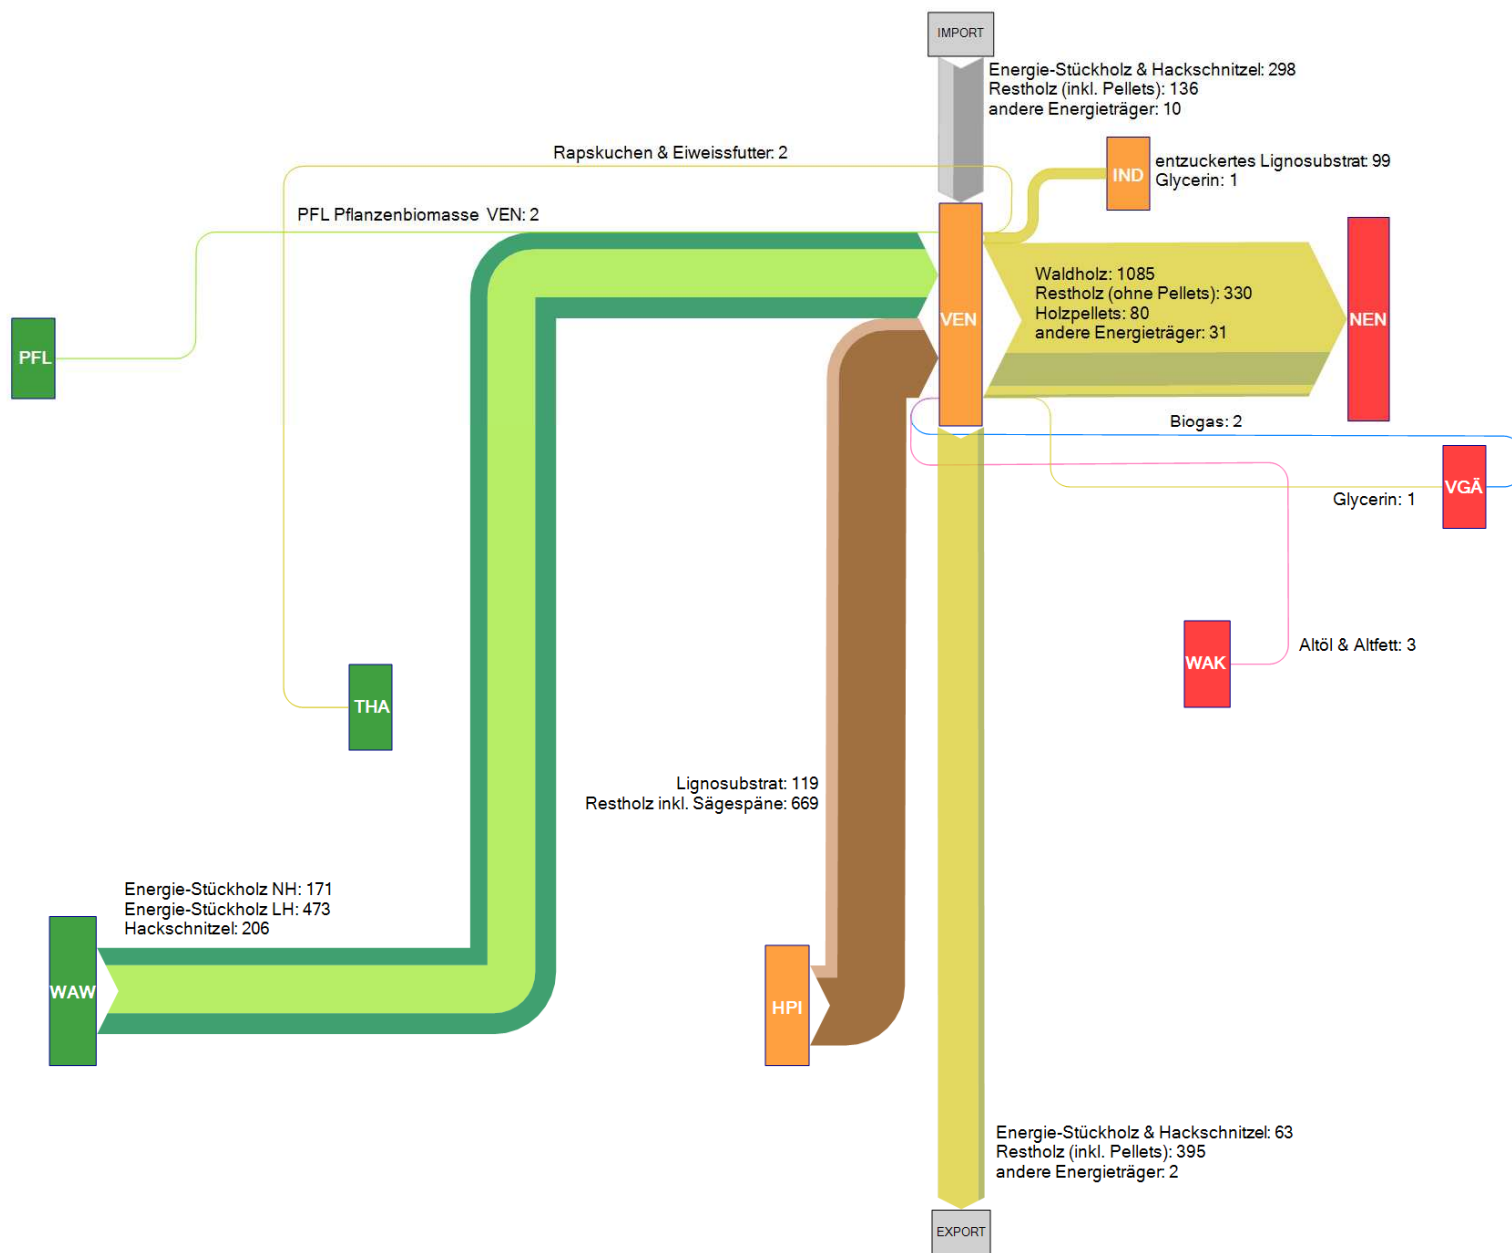 IMPORT
Energie-Stückholz & Hackschnitzel: 298
Restholz (inkl. Pellets): 136
andere Energieträger: 10
Rapskuchen & Eiweissfutter: 2
IND
entzuckertes Lignosubstrat: 99
Glycerin: 1
PFL Pflanzenbiomasse VEN: 2
Waldholz: 1085
Restholz (ohne Pellets): 330
Holzpellets: 80
andere Energieträger: 31
VEN
NEN
PFL
Biogas: 2
VGÄ
Glycerin: 1
Altöl & Altfett: 3
WAK
THA
Lignosubstrat: 119
Restholz inkl. Sägespäne: 669
Energie-Stückholz NH: 171
Energie-Stückholz LH: 473
Hackschnitzel: 206
WAW
HPI
Energie-Stückholz & Hackschnitzel: 63
Restholz (inkl. Pellets): 395
andere Energieträger: 2
EXPORT